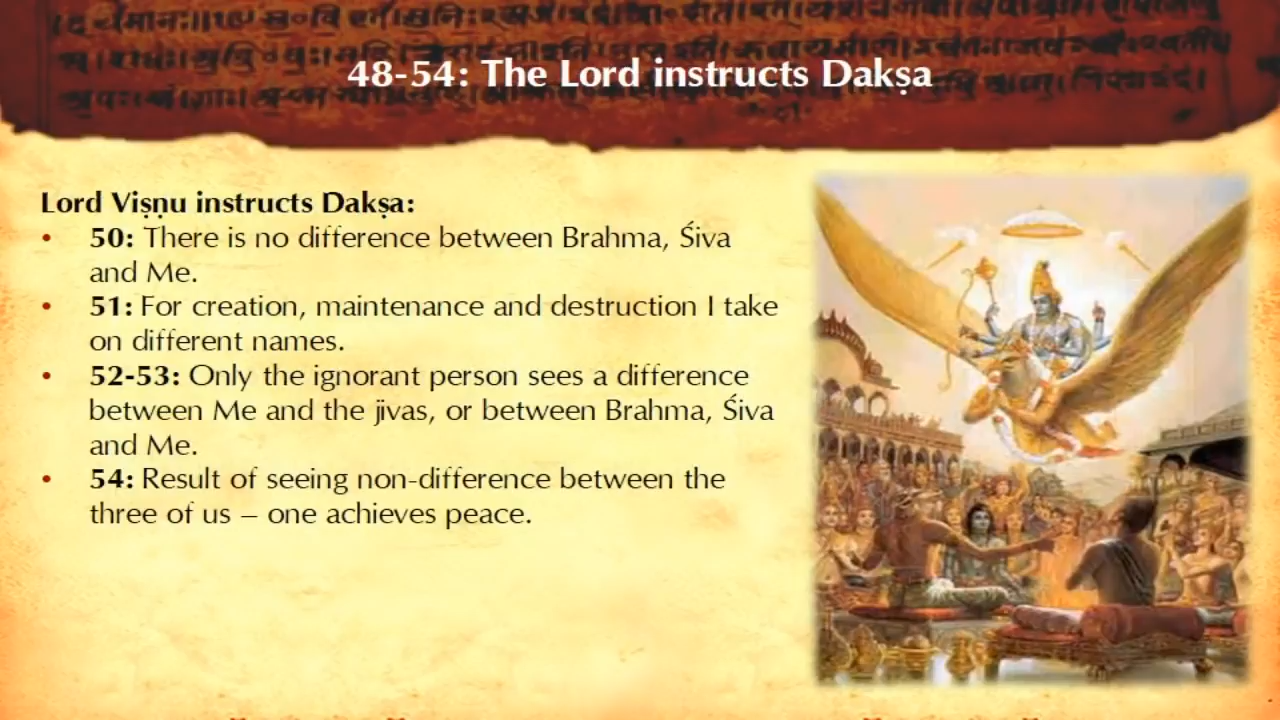 48-54: The Lord instructs Dakṣa
Lord Viṣṇu instructs Dakṣa:
• 50: There is no difference between Brahma, Śiva
and Me.
• 51: For creation, maintenance and destruction I take
on different names.
• 52-53: Only the ignorant person sees a difference
between Me and the jivas, or between Brahma, Śiva
and Me.
• 54: Result of seeing non-difference between the
three of us – one achieves peace.